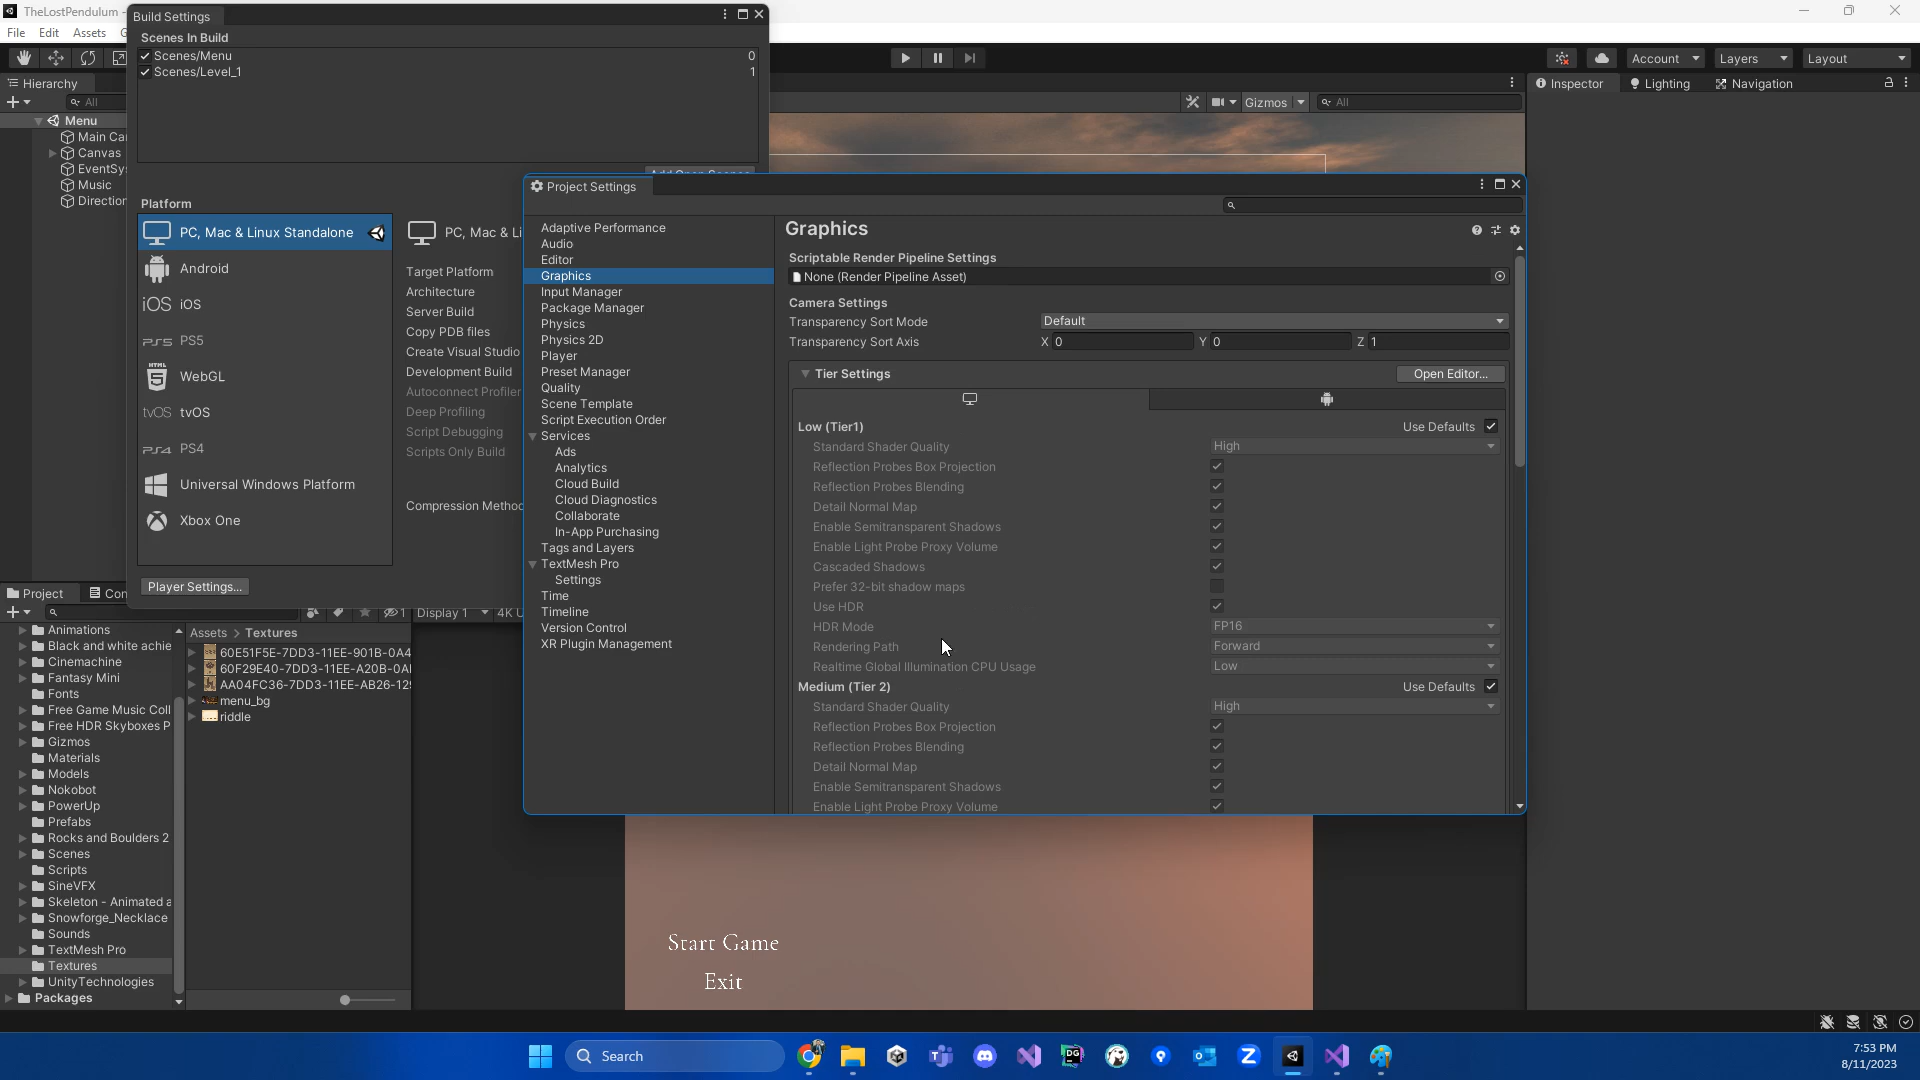 TheLostPendulum -
File Edit Assets
Build Settings
Scenes In Build
Scenes/Menu 0
Scenes/Level_1 1
Account
Layers
Layout
Hierarchy
All
Gizmos
All
Inspector
Lighting
Navigation
Menu
Main Ca
Canvas
EventSy
Music
Direction
Platform
PC, Mac & Linux Standalone
Android
iOS iOS
PS5
HTML WebGL
tvOS tvOS
PS4
Universal Windows Platform
Xbox One
Player Settings...
PC, Mac & Li
Target Platform
Architecture
Server Build
Copy PDB files
Create Visual Studio
Development Build
Autoconnect Profiler
Deep Profiling
Script Debugging
Scripts Only Build
Compression Method
Project Settings
Adaptive Performance
Audio
Editor
Graphics
Input Manager
Package Manager
Physics
Physics 2D
Player
Preset Manager
Quality
Scene Template
Script Execution Order
Services
Ads
Analytics
Cloud Build
Cloud Diagnostics
Collaborate
In-App Purchasing
Tags and Layers
TextMesh Pro
Settings
Time
Timeline
Version Control
XR Plugin Management
Graphics
Scriptable Render Pipeline Settings
None (Render Pipeline Asset)
Camera Settings
Transparency Sort Mode Default
Transparency Sort Axis X 0 Y 0 Z 1
Tier Settings Open Editor...
Low (Tier1) Use Defaults
Standard Shader Quality High
Reflection Probes Box Projection
Reflection Probes Blending
Detail Normal Map
Enable Semitransparent Shadows
Enable Light Probe Proxy Volume
Cascaded Shadows
Prefer 32-bit shadow maps
Use HDR
HDR Mode FP16
Rendering Path Forward
Realtime Global Illumination CPU Usage Low
Medium (Tier 2) Use Defaults
Standard Shader Quality High
Reflection Probes Box Projection
Reflection Probes Blending
Detail Normal Map
Enable Semitransparent Shadows
Enable Light Probe Proxy Volume
Project
Con
1
Display 1
4K U
Animations
Black and white achie
Cinemachine
Fantasy Mini
Fonts
Free Game Music Coll
Free HDR Skyboxes P
Gizmos
Materials
Models
Nokobot
PowerUp
Prefabs
Rocks and Boulders 2
Scenes
Scripts
SineVFX
Skeleton - Animated a
Snowforge_Necklace
Sounds
TextMesh Pro
Textures
UnityTechnologies
Packages
Assets > Textures
60E51F5E-7DD3-11EE-901B-0A4
60F29E40-7DD3-11EE-A20B-0A
AA04FC36-7DD3-11EE-AB26-12
menu_bg
riddle
Start Game
Exit
Search
DG
7:53 PM
8/11/2023